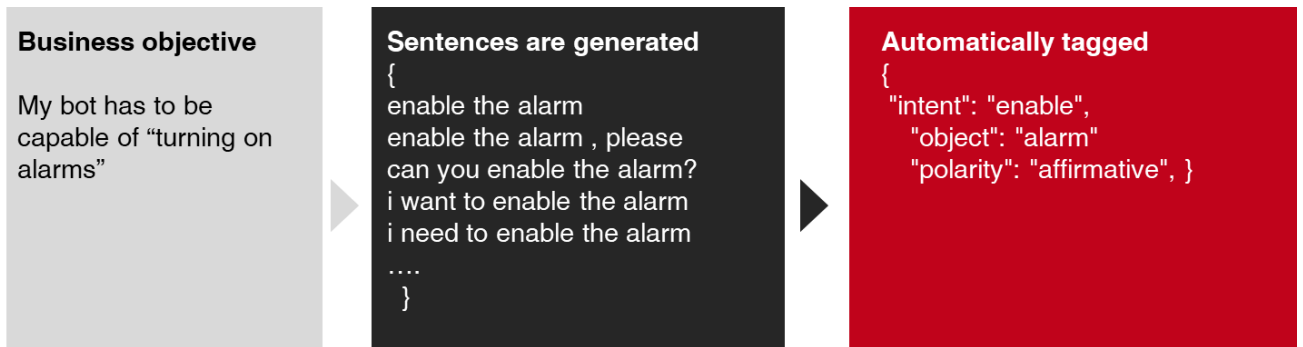 Business objective
My bot has to be
capable of “turning on
alarms”
Sentences are generated
{
enable the alarm
enable the alarm , please
can you enable the alarm?
i want to enable the alarm
i need to enable the alarm
....
}
Automatically tagged
{
"intent": "enable",
"object": "alarm"
"polarity": "affirmative", }